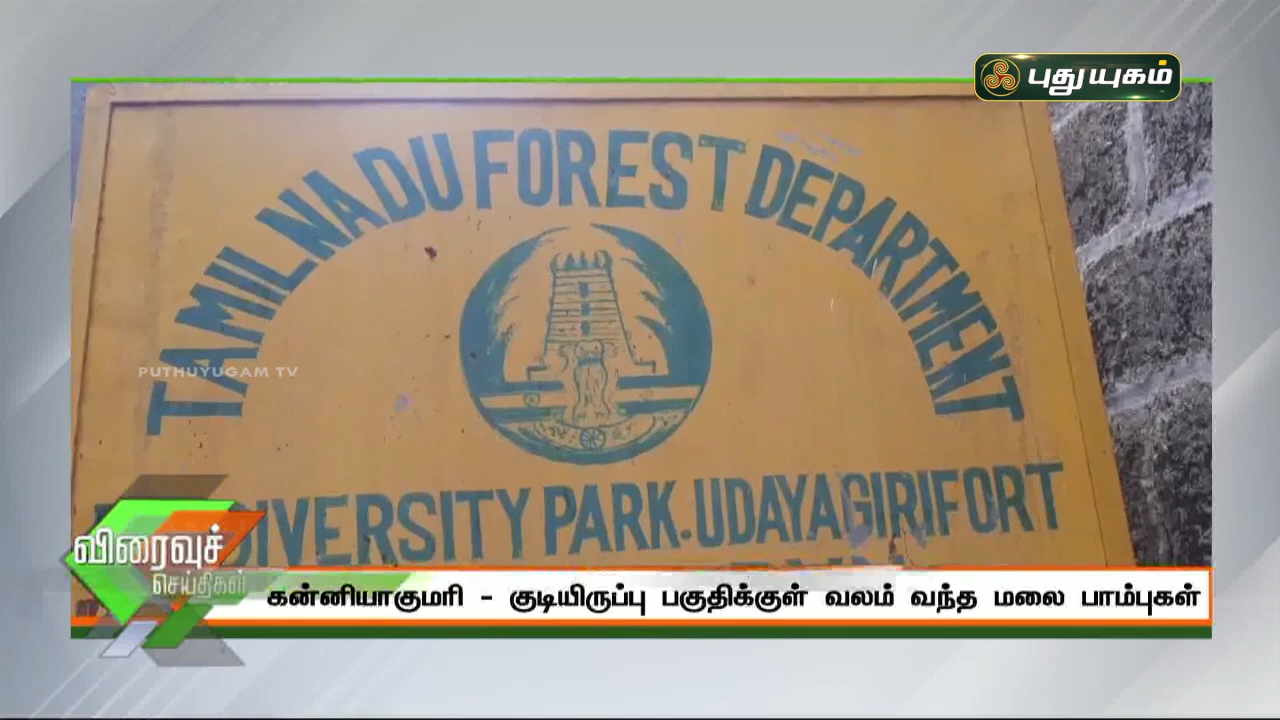 புதுயுகம்
TAMIL NADU FOREST DEPARTMENT
PUTHUYUGAM TV
DIVERSITY PARK. UDAYAGIRI FORT
விரைவுச்
செய்திகள்
கன்னியாகுமரி - குடியிருப்பு பகுதிக்குள் வலம் வந்த மலை பாம்புகள்